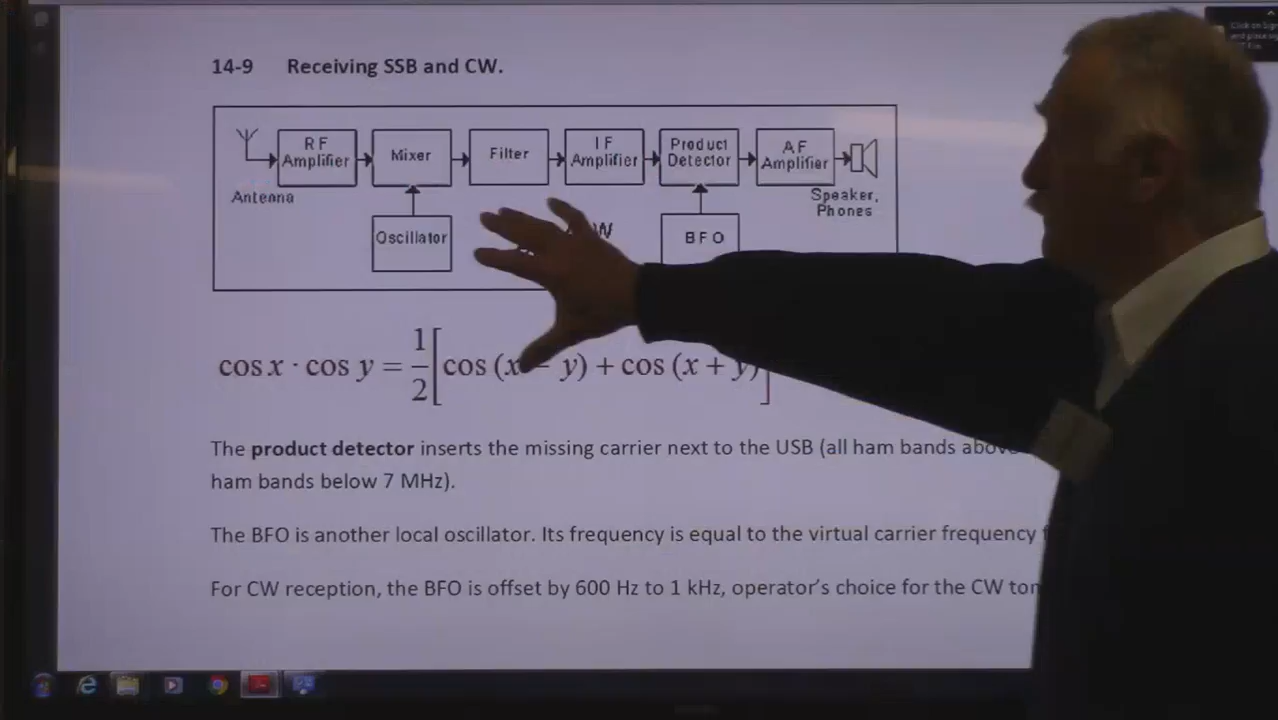 14-9 Receiving SSB and CW.
RF Amplifier
Mixer
Filter
IF Amplifier
Product Detector
AF Amplifier
Antenna
Speaker, Phones
Oscillator
W
BFO
cos x · cos y = 1/2 [cos (x − y) + cos (x + y)]
The product detector inserts the missing carrier next to the USB (all ham bands above
ham bands below 7 MHz).
The BFO is another local oscillator. Its frequency is equal to the virtual carrier frequency
For CW reception, the BFO is offset by 600 Hz to 1 kHz, operator's choice for the CW ton